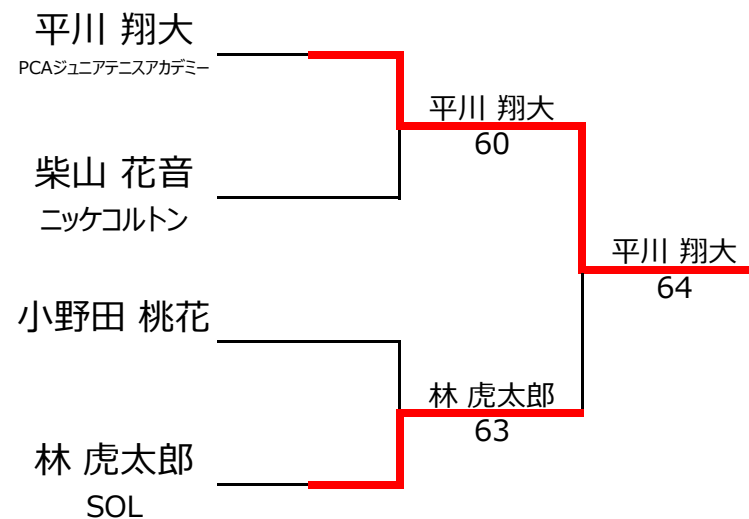 平川 翔大
PCAジュニアテニスアカデミー
柴山 花音
ニッケコルトン
小野田 桃花
林 虎太郎
SOL
平川 翔大
60
林 虎太郎
63
平川 翔大
64